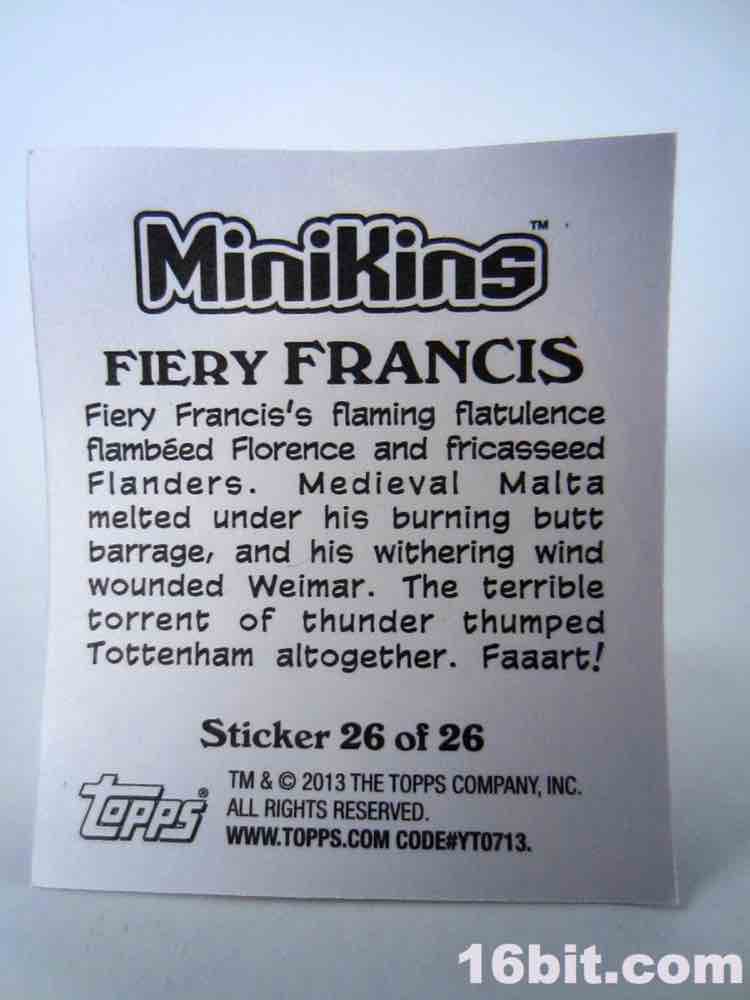 MiniKins™
FIERY FRANCIS
Fiery Francis's flaming flatulence
flambéed Florence and fricasseed
Flanders. Medieval Malta
melted under his burning butt
barrage, and his withering wind
wounded Weimar. The terrible
torrent of thunder thumped
Tottenham altogether. Faaart!
Sticker 26 of 26
Topps®
TM & © 2013 THE TOPPS COMPANY, INC.
ALL RIGHTS RESERVED.
WWW.TOPPS.COM CODE#YT0713.
16bit.com